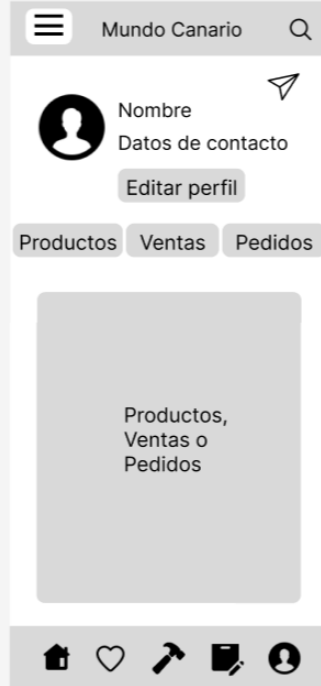 Mundo Canario
Nombre
Datos de contacto
Editar perfil
Productos
Ventas
Pedidos
Productos,
Ventas o
Pedidos